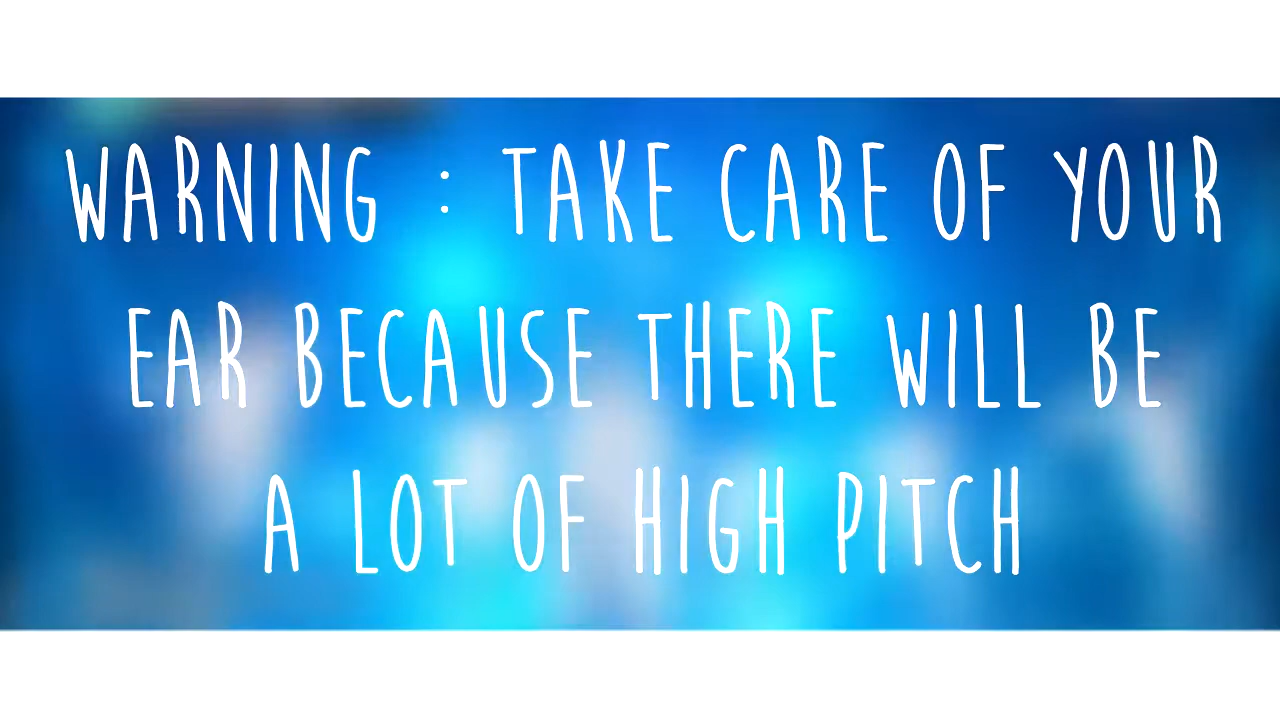 WARNING : TAKE CARE OF YOUR
EAR BECAUSE THERE WILL BE
A LOT OF HIGH PITCH